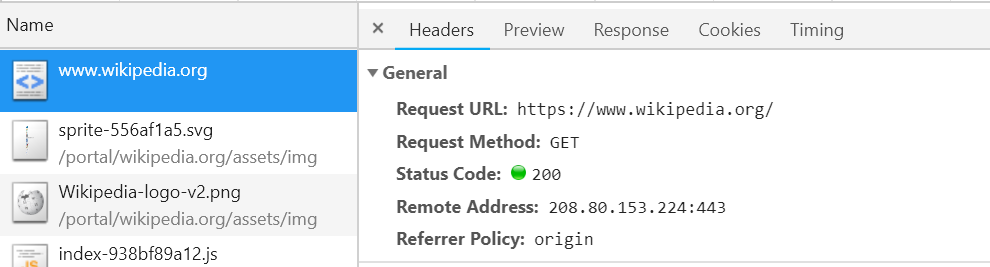 Name
www.wikipedia.org
sprite-556af1a5.svg
/portal/wikipedia.org/assets/img
Wikipedia-logo-v2.png
/portal/wikipedia.org/assets/img
index-938bf89a12.js
JS
× Headers Preview Response Cookies Timing
▼ General
Request URL: https://www.wikipedia.org/
Request Method: GET
Status Code: 200
Remote Address: 208.80.153.224:443
Referrer Policy: origin